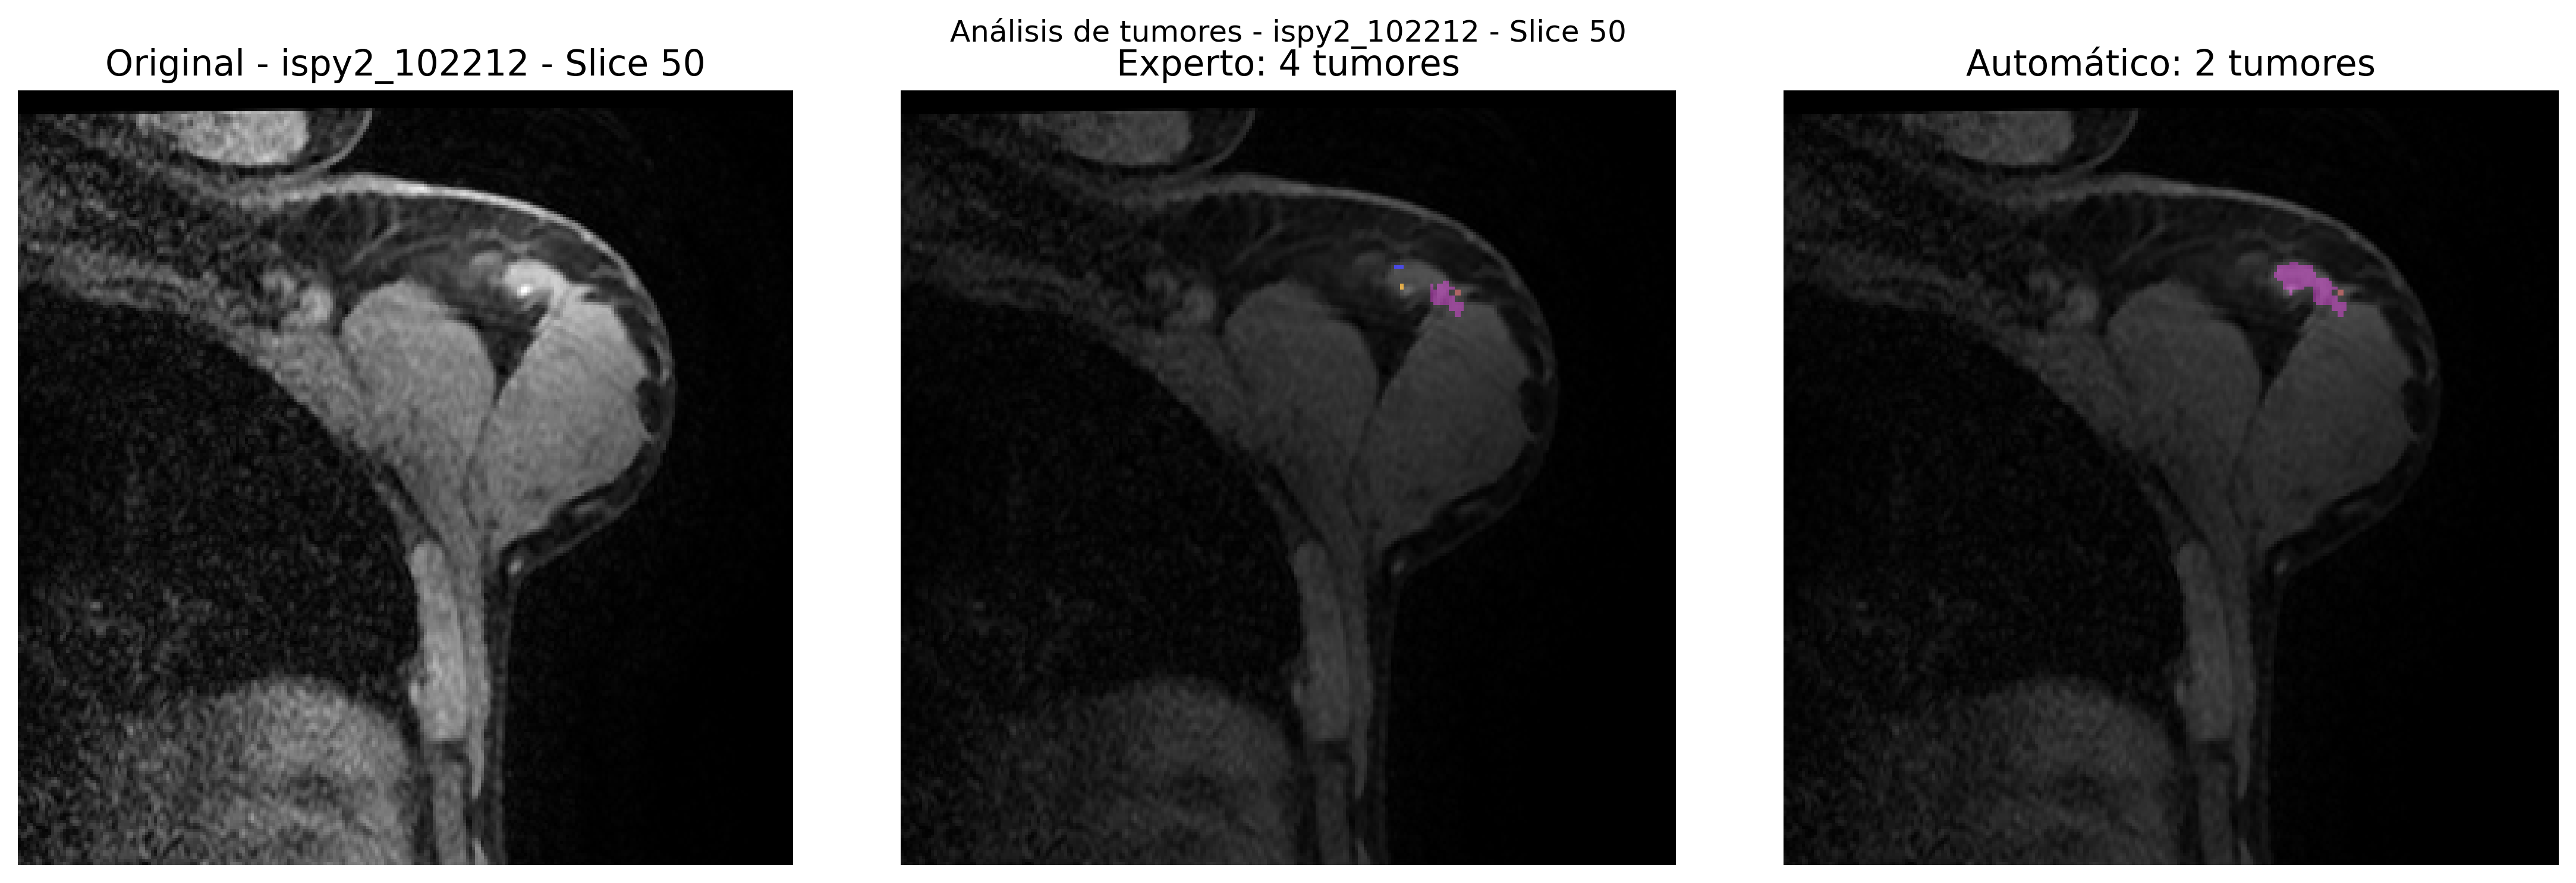 Análisis de tumores - ispy2_102212 - Slice 50
Original - ispy2_102212 - Slice 50
Experto: 4 tumores
Automático: 2 tumores